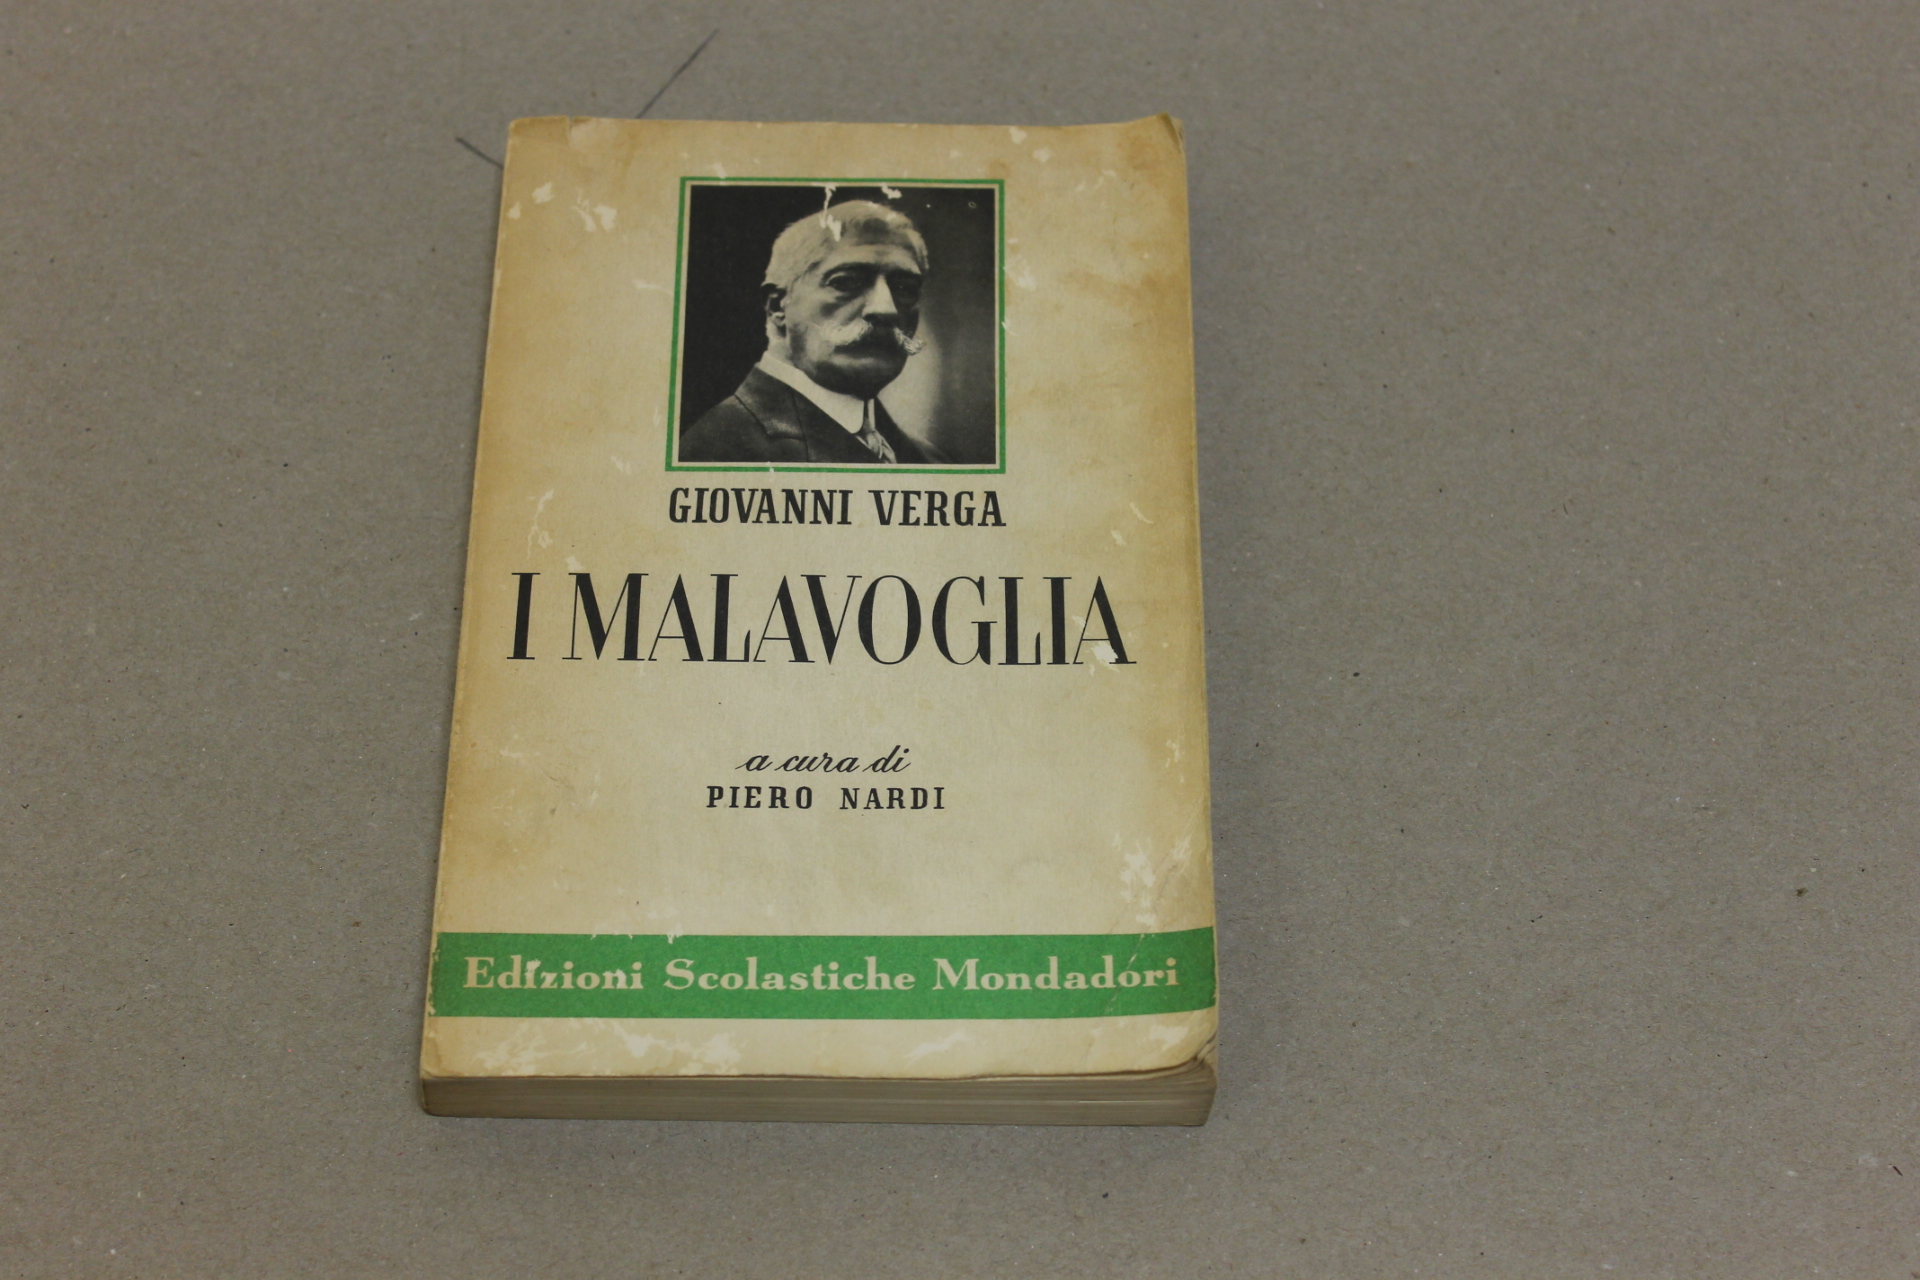 GIOVANNI VERGA
I MALAVOGLIA
a cura di
PIERO NARDI
Edizioni Scolastiche Mondadori